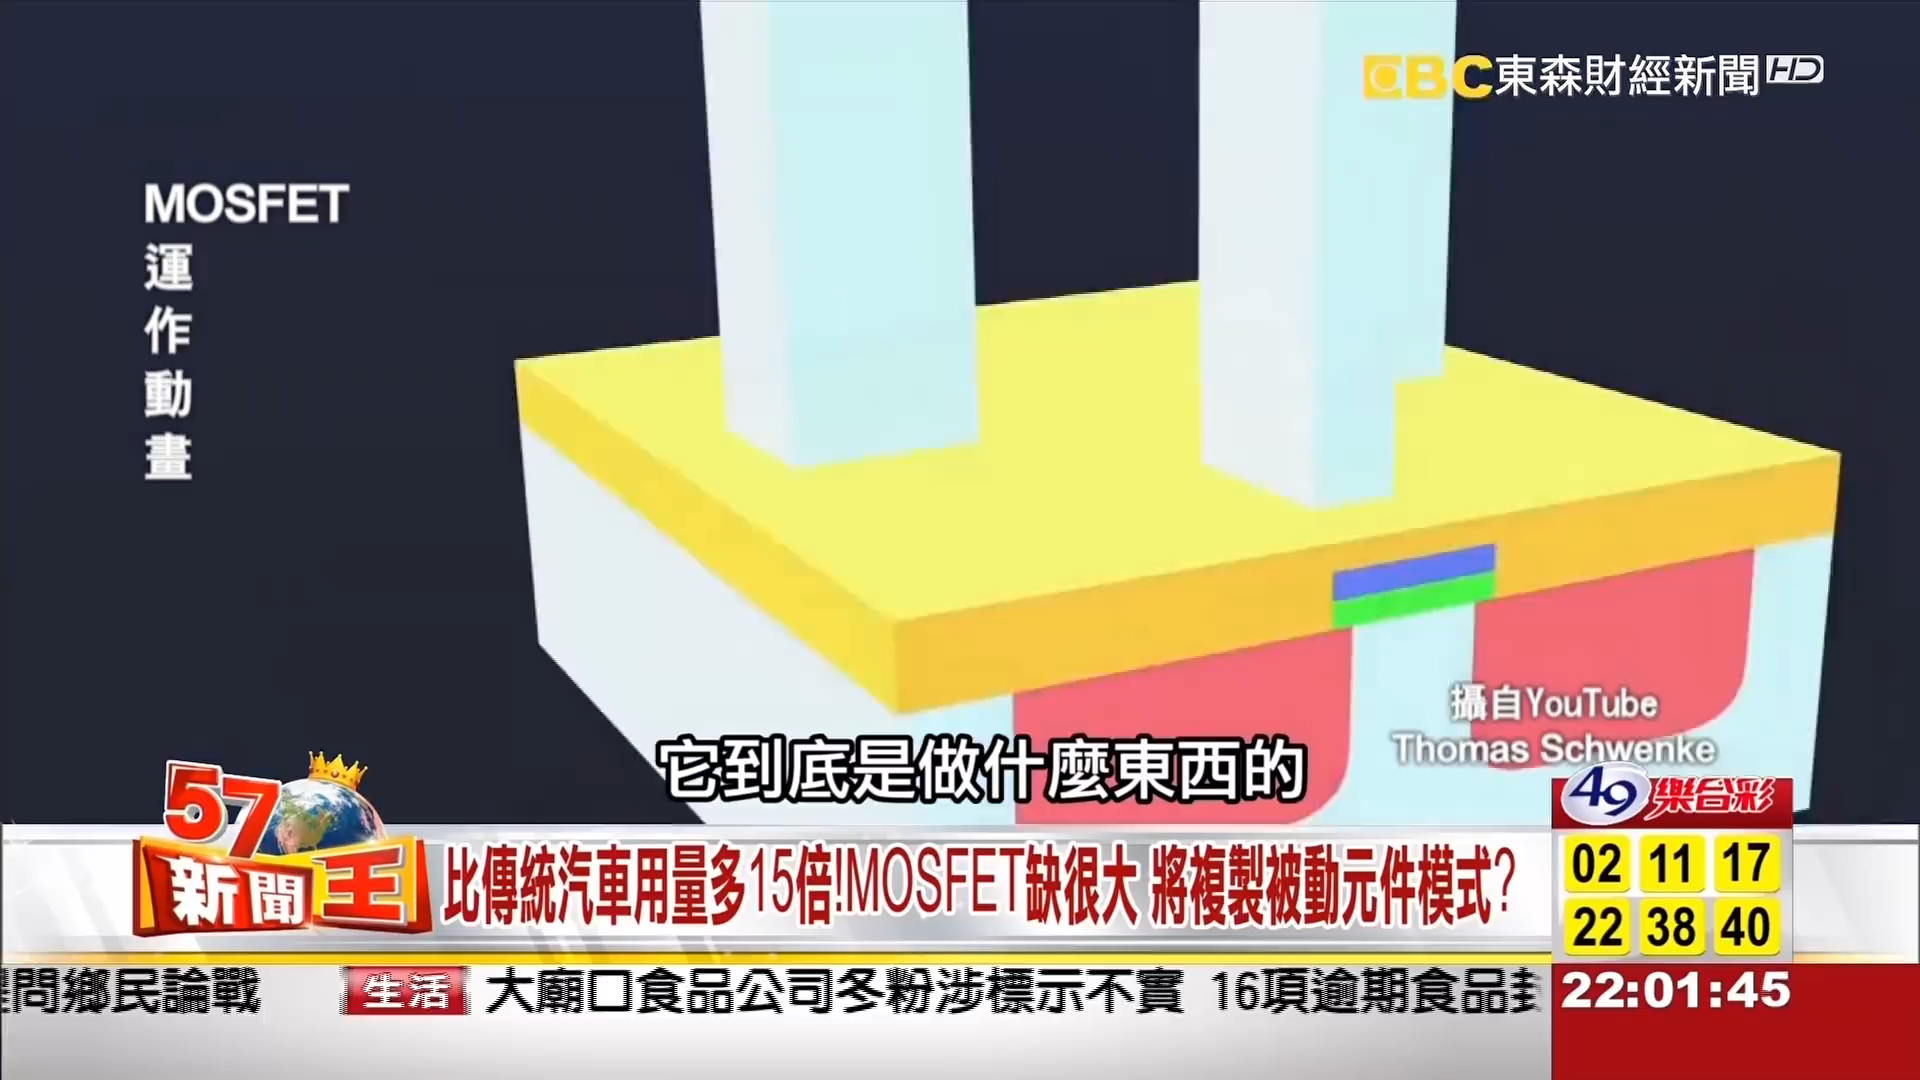 EBC東森財經新聞HD
MOSFET
運作動畫
攝自YouTube
Thomas Schwenke
它到底是做什麼東西的
57新聞王
比傳統汽車用量多15倍!MOSFET缺很大 將複製被動元件模式?
49樂合彩
02 11 17
22 38 40
問鄉民論戰 生活 大廟口食品公司冬粉涉標示不實 16項逾期食品封
22:01:45